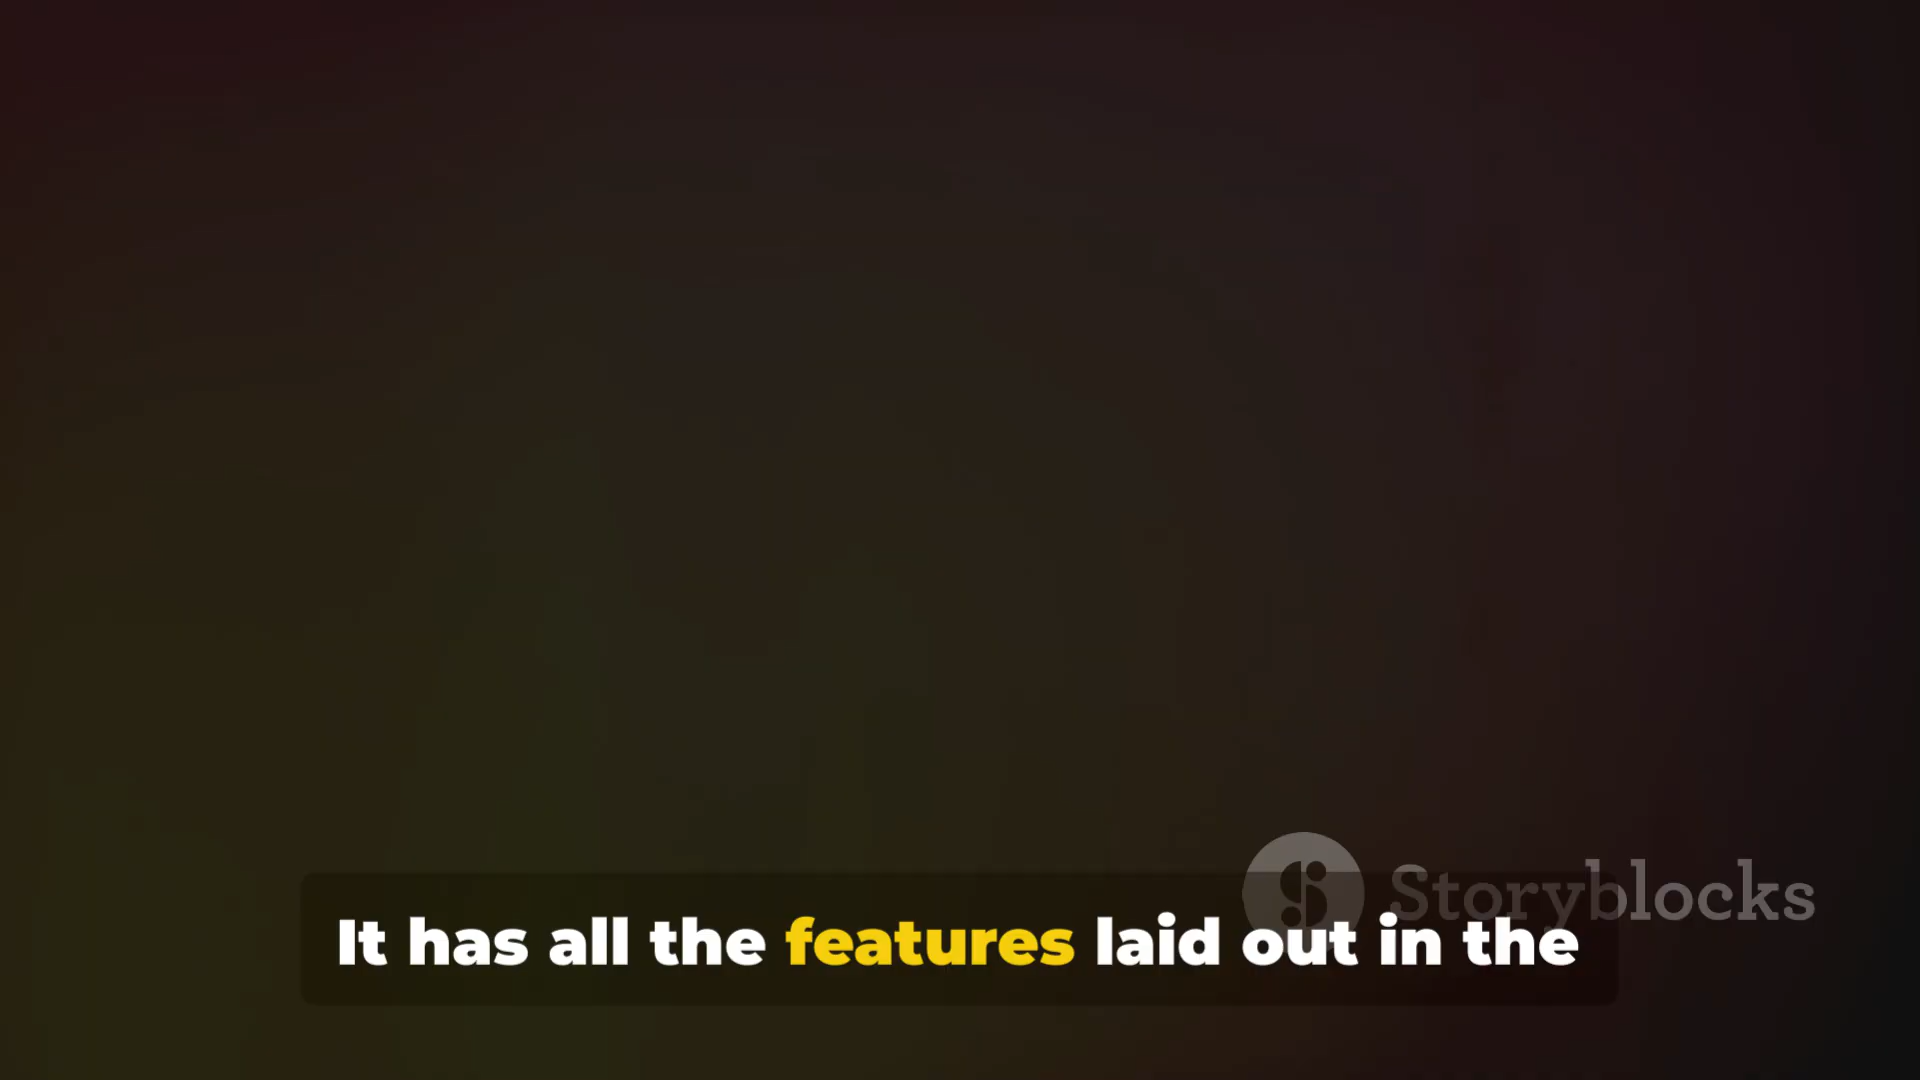 Storyblocks
It has all the features laid out in the